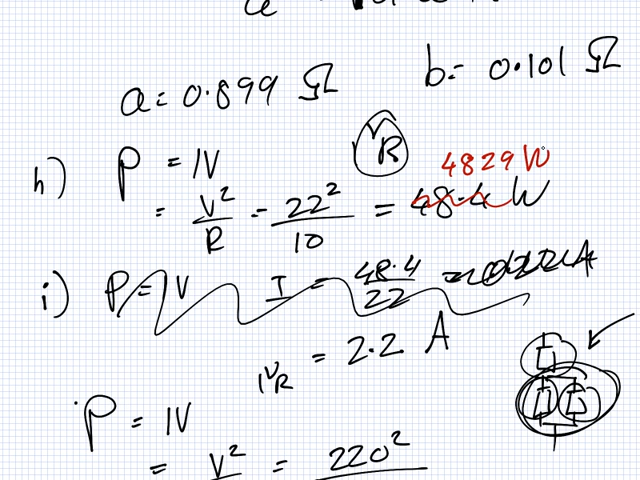 a = 0.899 Ω
b = 0.101 Ω
h) P = IV
V R
= V² / R = 22² / 10 = 48.4 W
4829 W
i) P = IV I = 48.4 / 22 =
= 2.2 A
I V R
P = IV
= V² = 220²